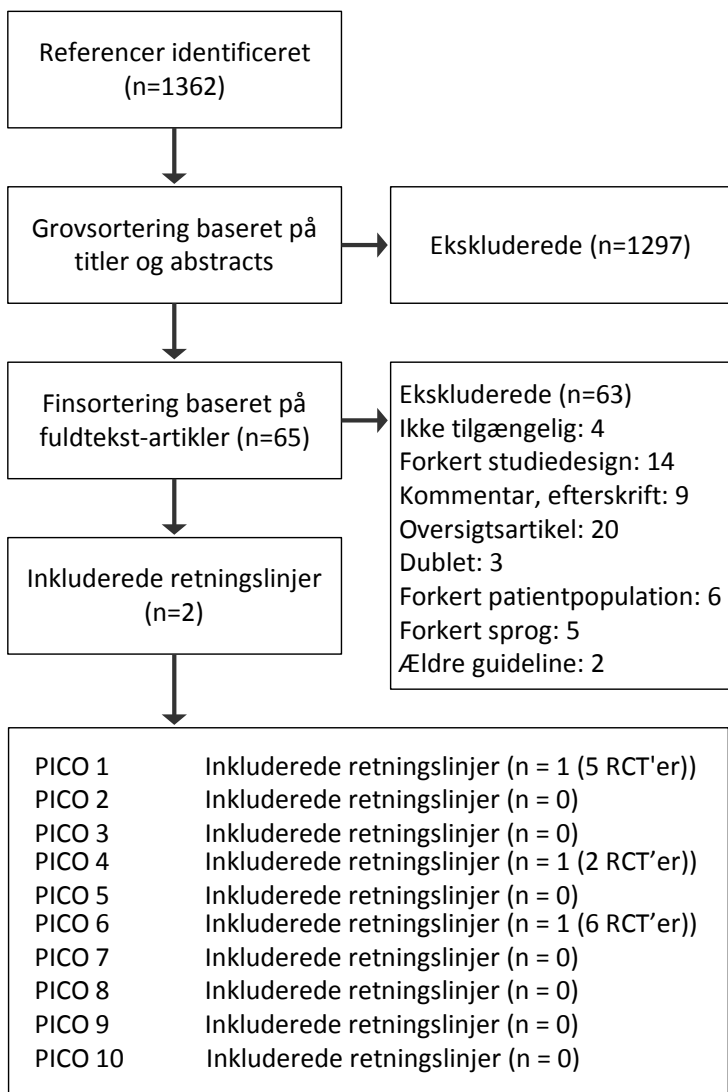 Referencer identificeret
(n=1362)
Grovsortering baseret på
titler og abstracts
Ekskluderede (n=1297)
Finsortering baseret på
fuldtekst-artikler (n=65)
Ekskluderede (n=63)
Ikke tilgængelig: 4
Forkert studiedesign: 14
Kommentar, efterskrift: 9
Oversigtsartikel: 20
Dublet: 3
Forkert patientpopulation: 6
Forkert sprog: 5
Ældre guideline: 2
Inkluderede retningslinjer
(n=2)
PICO 1 Inkluderede retningslinjer (n = 1 (5 RCT'er))
PICO 2 Inkluderede retningslinjer (n = 0)
PICO 3 Inkluderede retningslinjer (n = 0)
PICO 4 Inkluderede retningslinjer (n = 1 (2 RCT’er))
PICO 5 Inkluderede retningslinjer (n = 0)
PICO 6 Inkluderede retningslinjer (n = 1 (6 RCT’er))
PICO 7 Inkluderede retningslinjer (n = 0)
PICO 8 Inkluderede retningslinjer (n = 0)
PICO 9 Inkluderede retningslinjer (n = 0)
PICO 10 Inkluderede retningslinjer (n = 0)